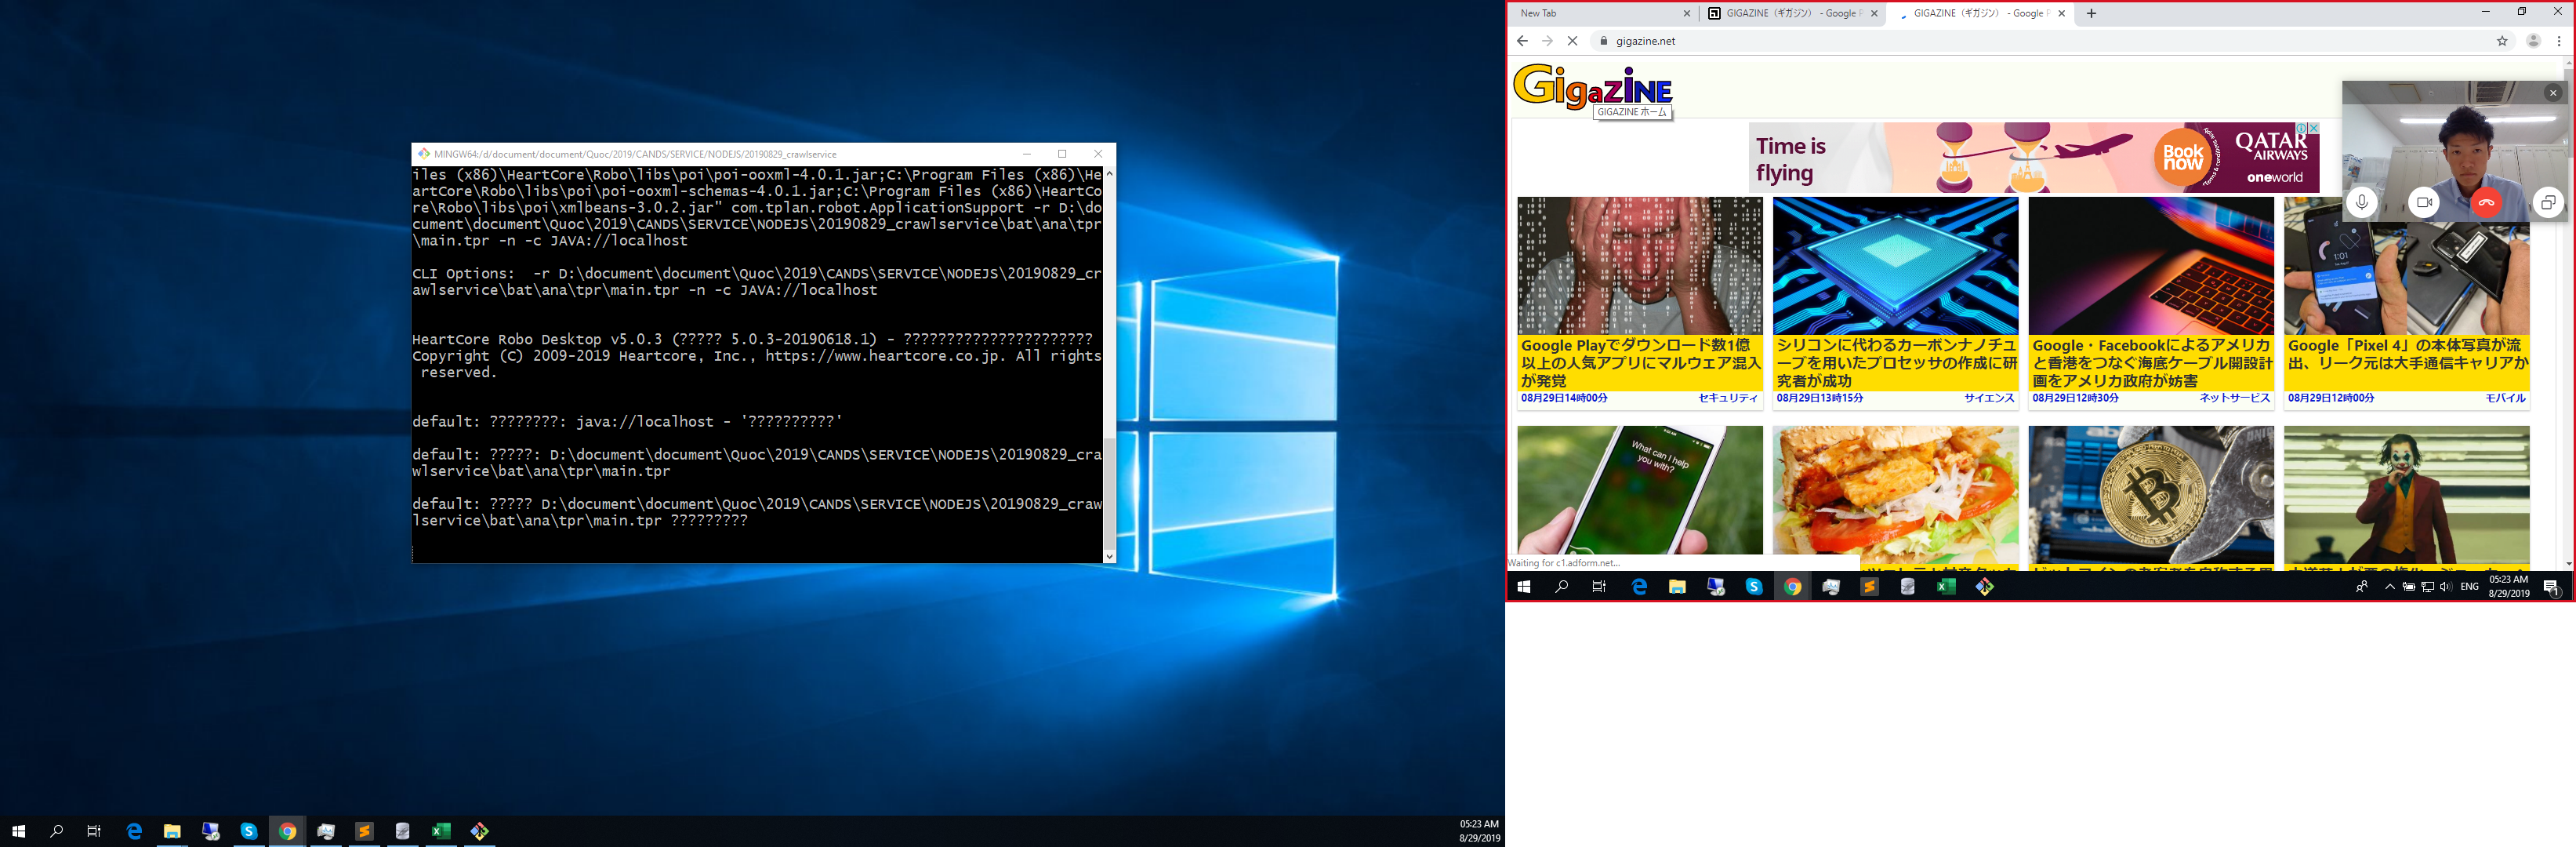 MINGW64:/d/document/document/Quoc/2019/CANDS/SERVICE/NODEJS/20190829_crawlservice
iles (x86)\HeartCore\Robo\libs\poi\poi-ooxml-4.0.1.jar;C:\Program Files (x86)\He
artCore\Robo\libs\poi\poi-ooxml-schemas-4.0.1.jar;C:\Program Files (x86)\HeartCo
re\Robo\libs\poi\xmlbeans-3.0.2.jar" com.tplan.robot.ApplicationSupport -r D:\do
cument\document\Quoc\2019\CANDS\SERVICE\NODEJS\20190829_crawlservice\bat\ana\tpr
\main.tpr -n -c JAVA://localhost
CLI Options:  -r D:\document\document\Quoc\2019\CANDS\SERVICE\NODEJS\20190829_cr
awlservice\bat\ana\tpr\main.tpr -n -c JAVA://localhost
HeartCore Robo Desktop v5.0.3 (????? 5.0.3-20190618.1) - ??????????????????????
Copyright (C) 2009-2019 Heartcore, Inc., https://www.heartcore.co.jp. All rights
 reserved.
default: ????????: java://localhost - '??????????'
default: ?????: D:\document\document\Quoc\2019\CANDS\SERVICE\NODEJS\20190829_cra
wlservice\bat\ana\tpr\main.tpr
default: ????? D:\document\document\Quoc\2019\CANDS\SERVICE\NODEJS\20190829_craw
lservice\bat\ana\tpr\main.tpr ?????????
05:23 AM
8/29/2019
New Tab
GIGAZINE（ギガジン） - Google P
GIGAZINE（ギガジン） - Google P
gigazine.net
GigaZiNE
GIGAZINE ホーム
Time is
flying
Book
now
QATAR
AIRWAYS
oneworld
Google Playでダウンロード数1億
以上の人気アプリにマルウェア混入
が発覚
08月29日14時00分 セキュリティ
シリコンに代わるカーボンナノチュ
ーブを用いたプロセッサの作成に研
究者が成功
08月29日13時15分 サイエンス
Google・Facebookによるアメリカ
と香港をつなぐ海底ケーブル開設計
画をアメリカ政府が妨害
08月29日12時30分 ネットサービス
1:01
Google「Pixel 4」の本体写真が流
出、リーク元は大手通信キャリアか
08月29日12時00分 モバイル
What can I help
you with?
Waiting for c1.adform.net...
ENG
05:23 AM
8/29/2019
1